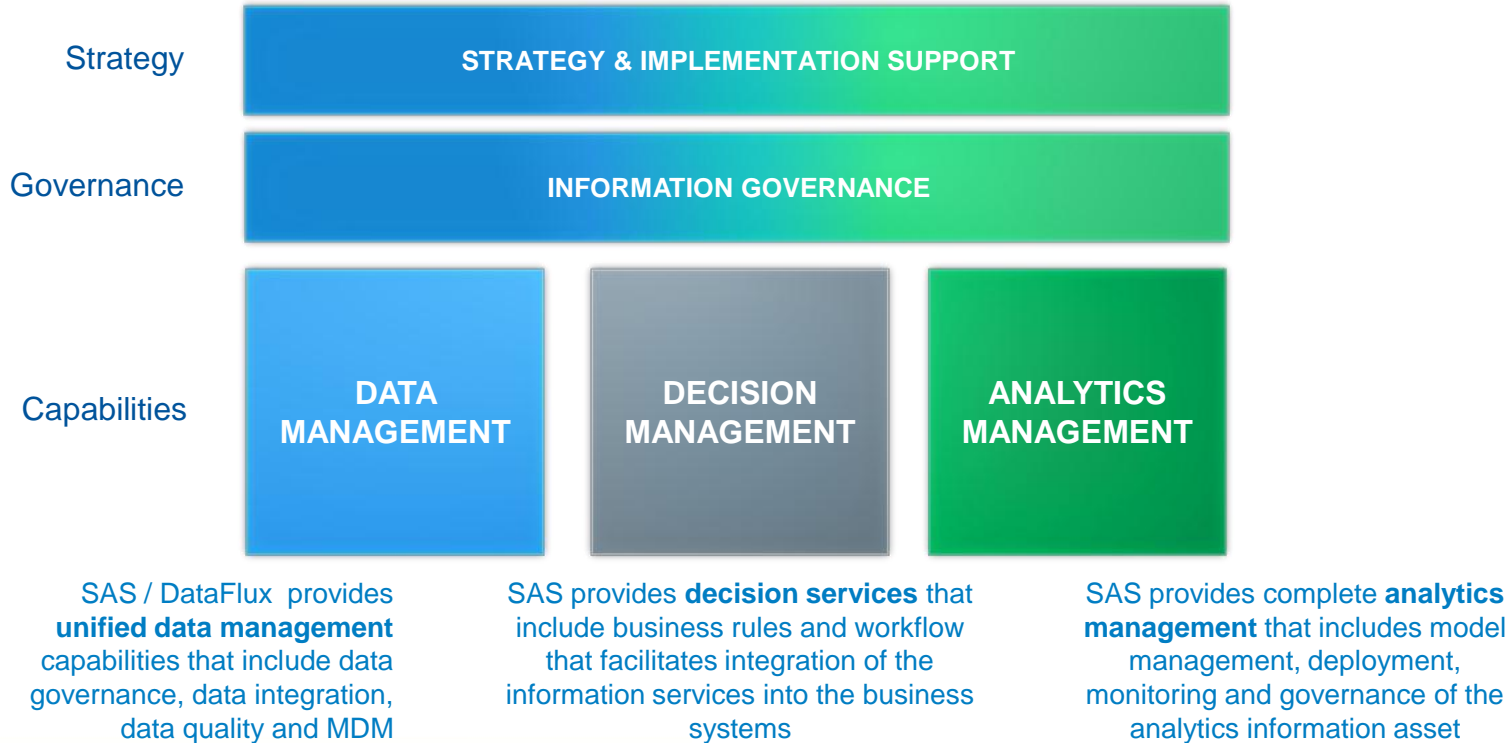 Strategy
STRATEGY & IMPLEMENTATION SUPPORT
Governance
INFORMATION GOVERNANCE
Capabilities
DATA
MANAGEMENT
DECISION
MANAGEMENT
ANALYTICS
MANAGEMENT
SAS / DataFlux provides
unified data management
capabilities that include data
governance, data integration,
data quality and MDM
SAS provides decision services that
include business rules and workflow
that facilitates integration of the
information services into the business
systems
SAS provides complete analytics
management that includes model
management, deployment,
monitoring and governance of the
analytics information asset